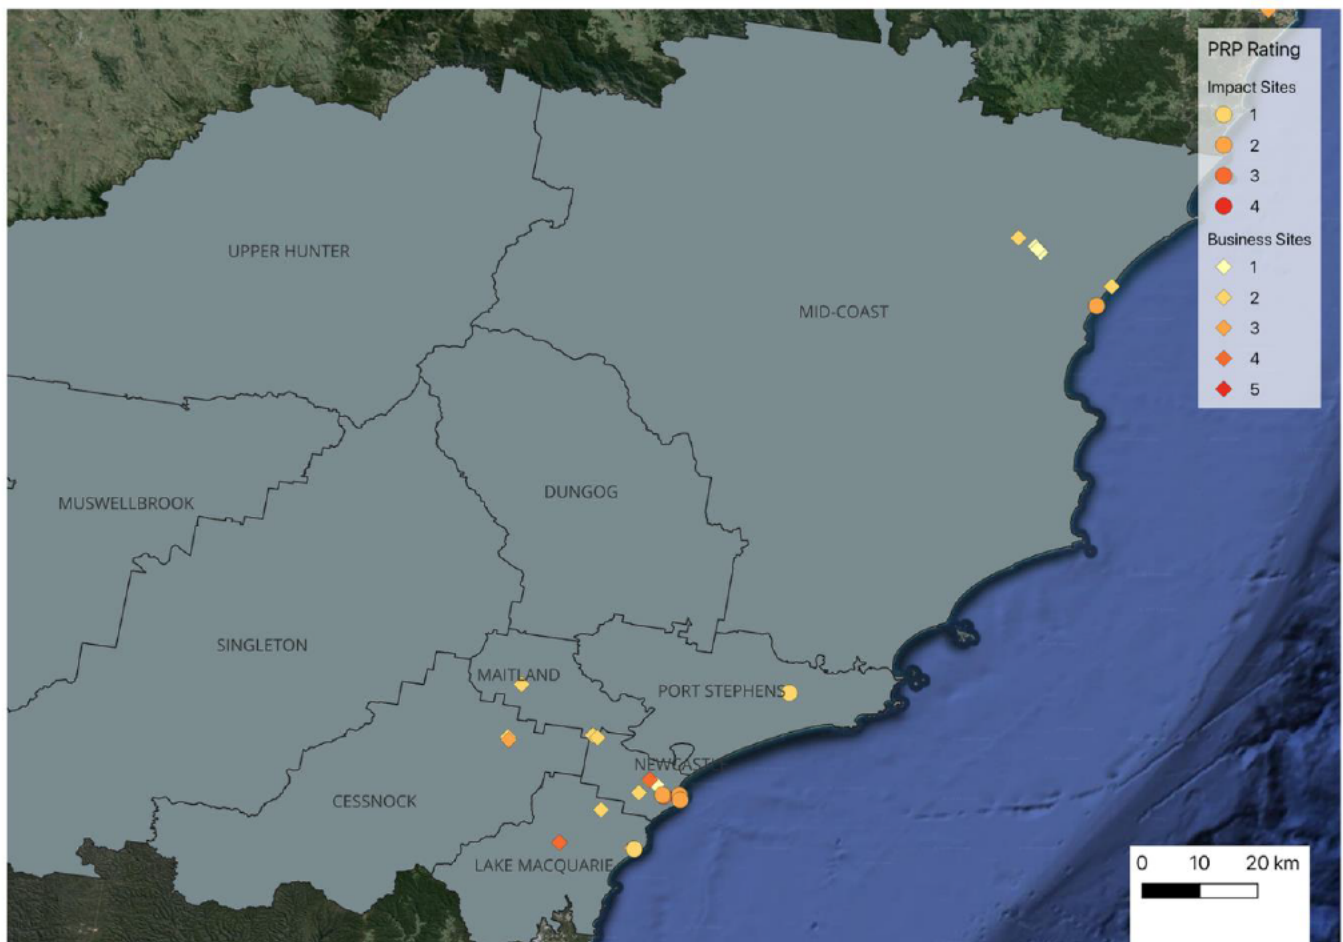 PRP Rating
Impact Sites
1
2
3
4
Business Sites
1
2
3
4
5
UPPER HUNTER
MID-COAST
MUSWELLBROOK
DUNGOG
SINGLETON
MAITLAND
PORT STEPHENS
NEWCASTL
CESSNOCK
LAKE MACQUARIE
0 10 20 km